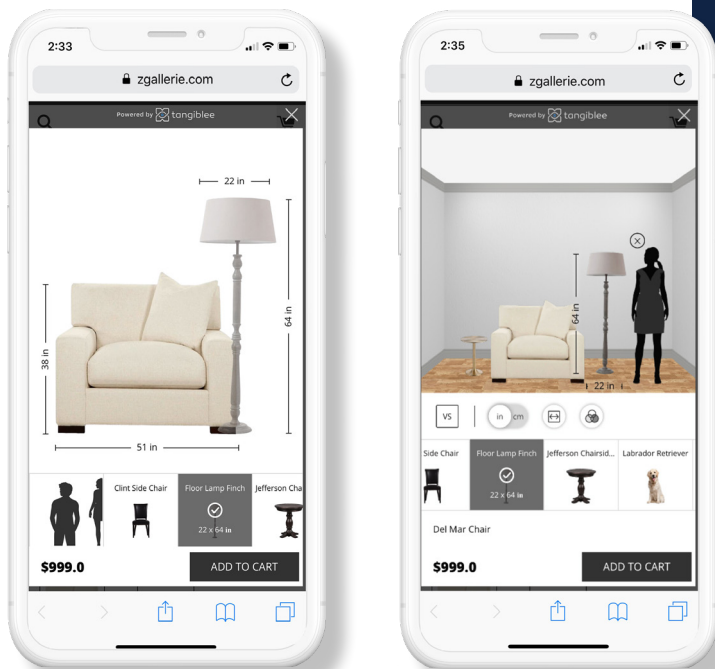 2:33
zgallerie.com
Powered by tangiblee
22 in
64 in
38 in
51 in
Clint Side Chair
Floor Lamp Finch
Jefferson Cha
22 x 64 in
$999.0
ADD TO CART
2:35
zgallerie.com
Powered by tangiblee
64 in
22 in
VS
in
cm
Side Chair
Floor Lamp Finch
Jefferson Chairsid...
Labrador Retriever
22 x 64 in
Del Mar Chair
$999.0
ADD TO CART